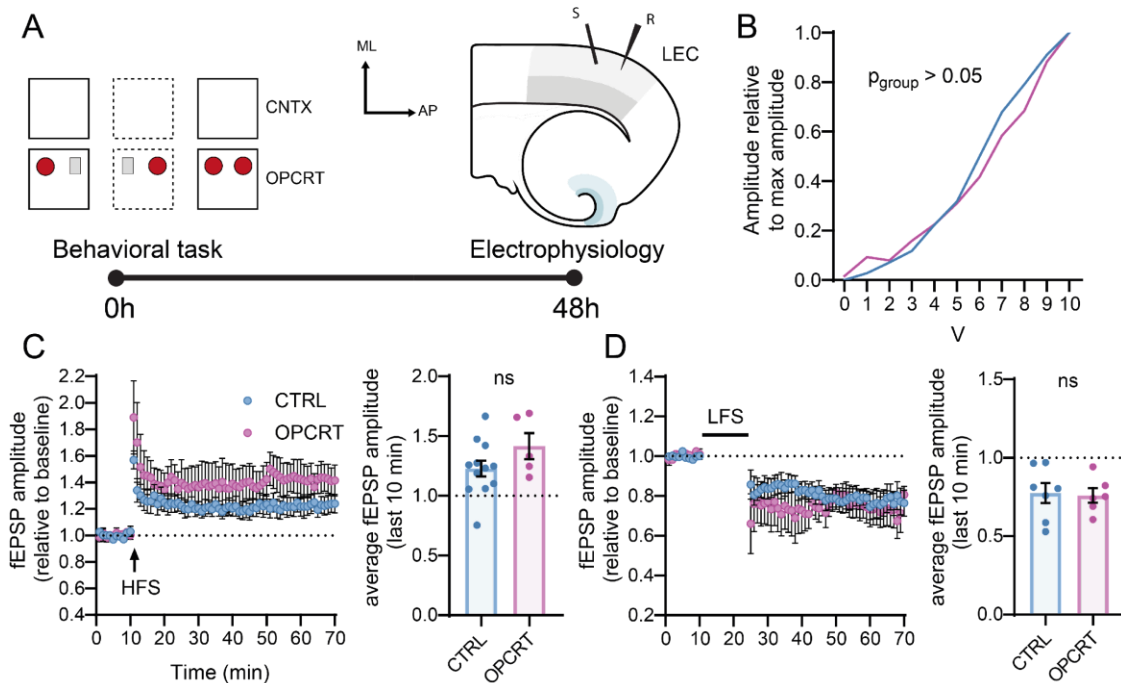 A
ML
AP
CNTX
OPCRT
S
R
LEC
Behavioral task
Electrophysiology
0h
48h
B
Amplitude relative
to max amplitude
1.0
0.8
0.6
0.4
0.2
0.0
p_group > 0.05
0 1 2 3 4 5 6 7 8 9 10
V
C
fEPSP amplitude
(relative to baseline)
2.2
2.0
1.8
1.6
1.4
1.2
1.0
0.8
0.6
0.4
CTRL
OPCRT
HFS
0 10 20 30 40 50 60 70
Time (min)
average fEPSP amplitude
(last 10 min)
2.0
1.5
1.0
1.5
0.0
ns
CTRL
OPCRT
D
fEPSP amplitude
(relative to baseline)
1.4
1.2
1.0
0.8
0.6
0.4
0.2
LFS
0 10 20 30 40 50 60 70
average fEPSP amplitude
(last 10 min)
1.5
1.0
0.5
0.0
ns
CTRL
OPCRT